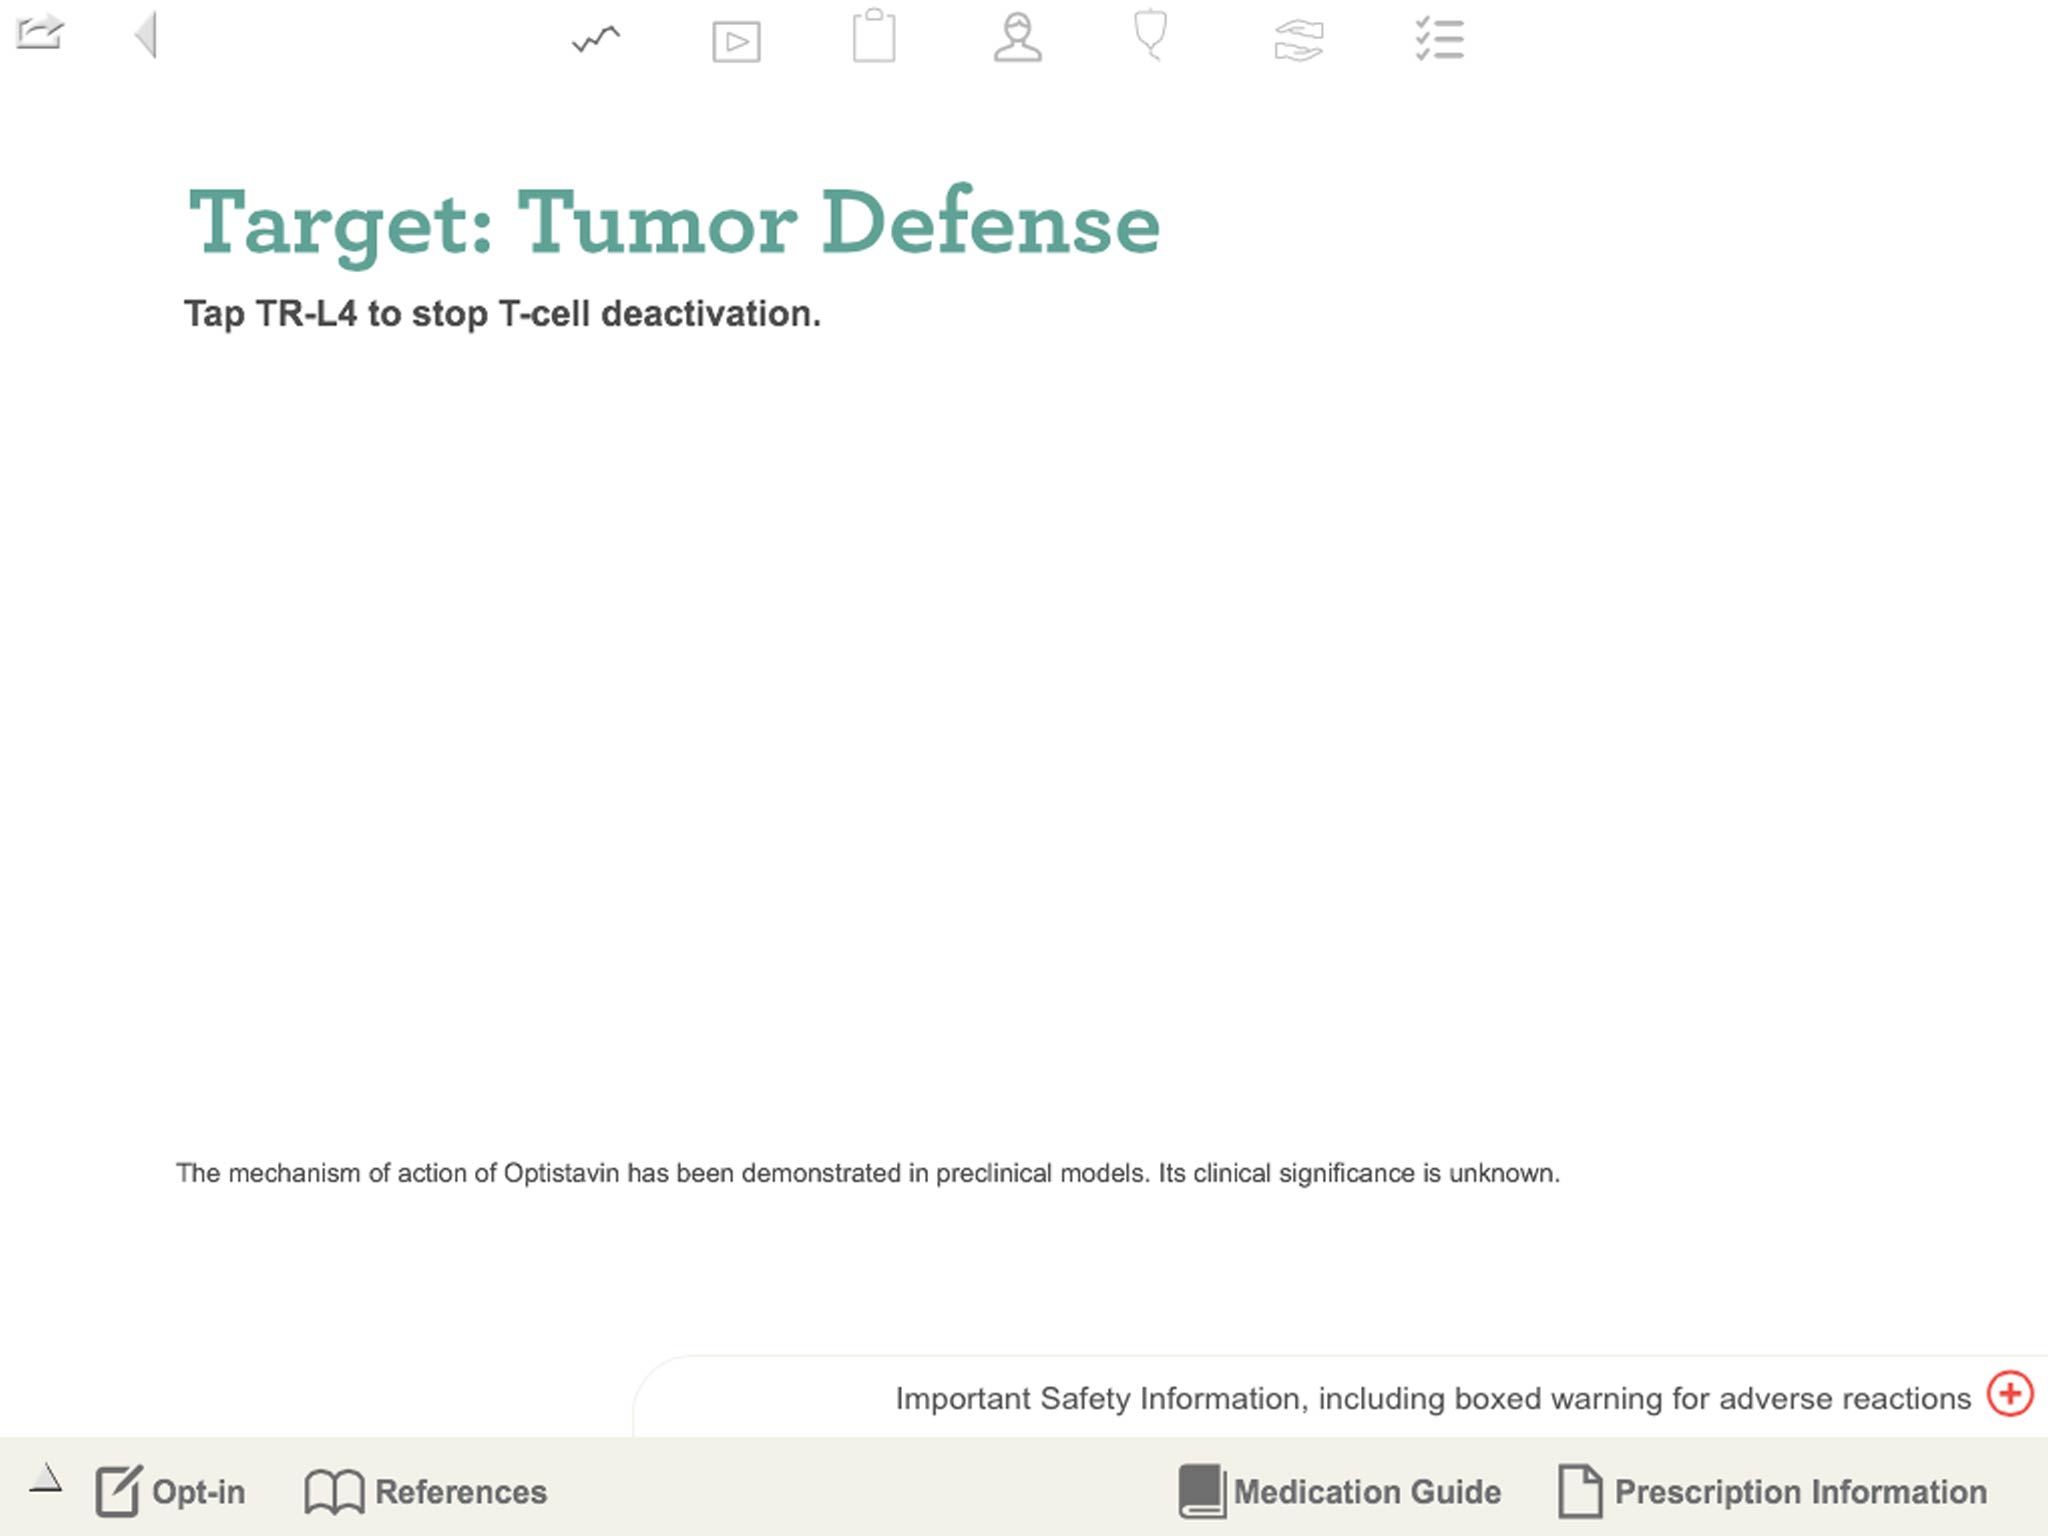 Target: Tumor Defense
Tap TR-L4 to stop T-cell deactivation.
The mechanism of action of Optistavin has been demonstrated in preclinical models. Its clinical significance is unknown.
Important Safety Information, including boxed warning for adverse reactions
Opt-in References Medication Guide Prescription Information